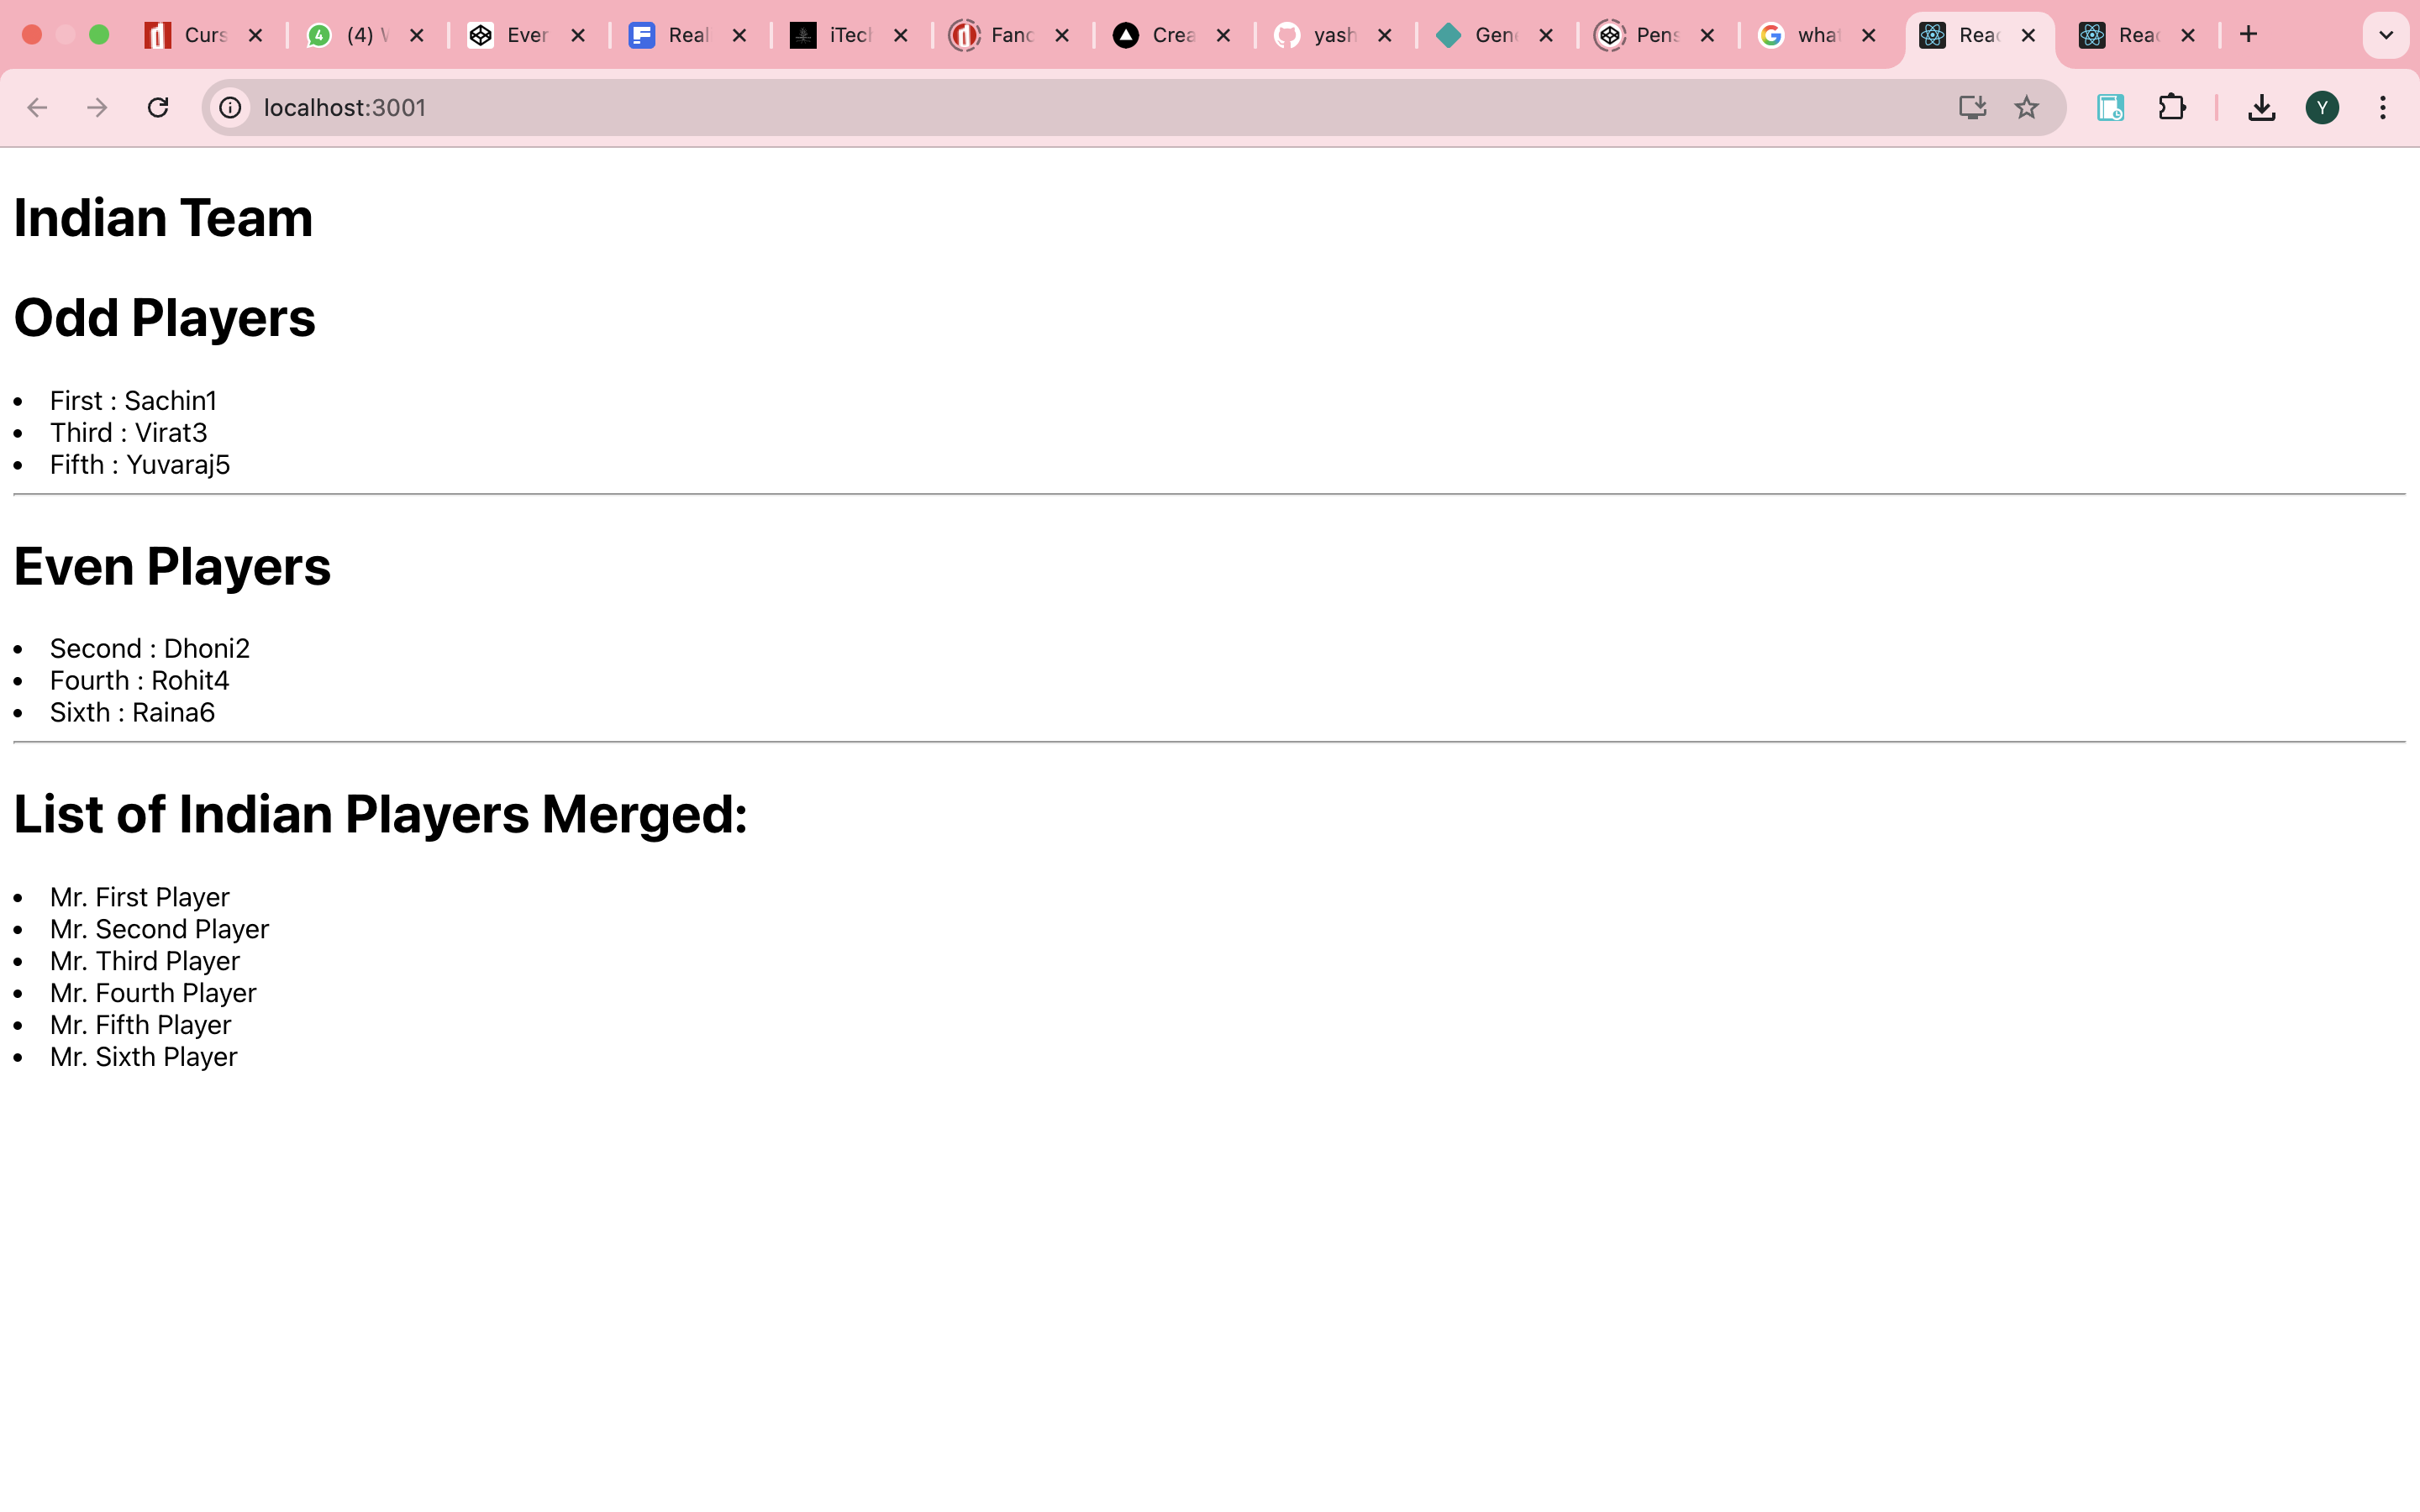 Curs
(4) W
Ever
Real
iTech
Fanc
Crea
yash
Gene
Pens
what
Reac
Reac
localhost:3001
Y
Indian Team
Odd Players
First : Sachin1
Third : Virat3
Fifth : Yuvaraj5
Even Players
Second : Dhoni2
Fourth : Rohit4
Sixth : Raina6
List of Indian Players Merged:
Mr. First Player
Mr. Second Player
Mr. Third Player
Mr. Fourth Player
Mr. Fifth Player
Mr. Sixth Player